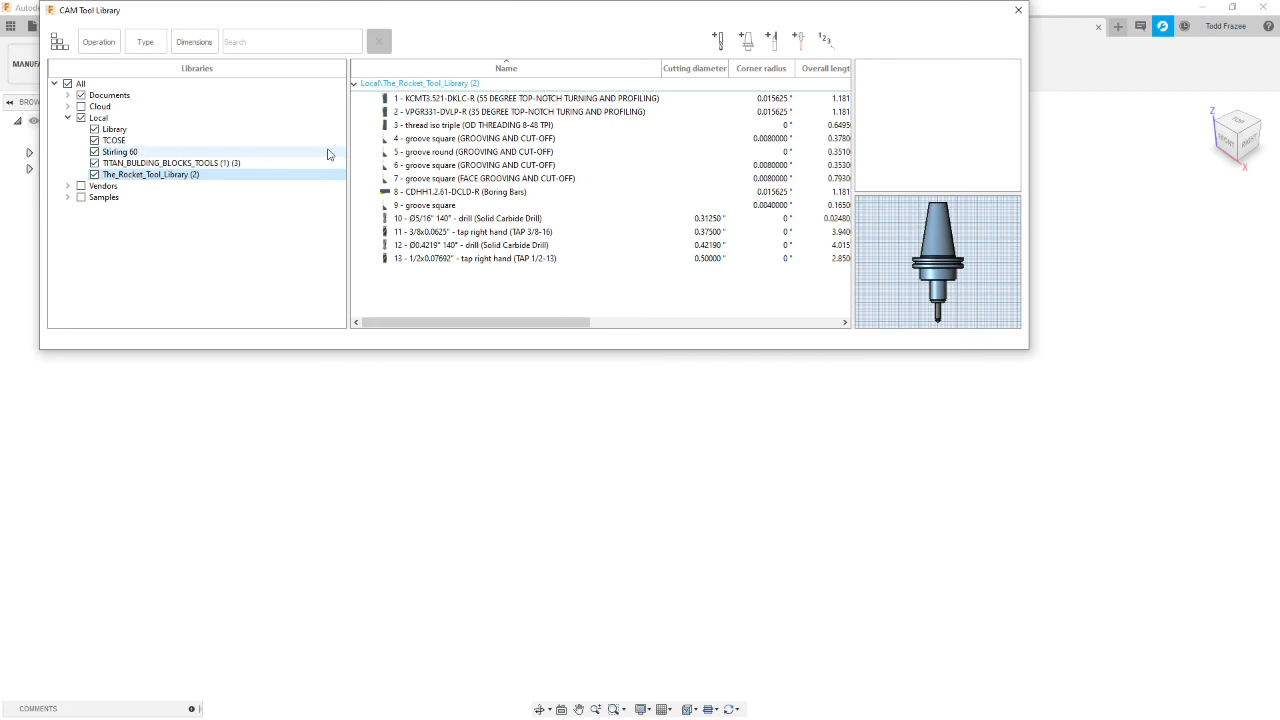 Autod
CAM Tool Library
Todd Frazee
Operation Type Dimensions Search
MANUFA
Libraries
Name Cutting diameter Corner radius Overall lengt
All
Documents
Cloud
Local
Library
TCOSE
Stirling 60
TITAN_BULDING_BLOCKS_TOOLS (1) (3)
The_Rocket_Tool_Library (2)
Vendors
Samples
BROW
Local\The_Rocket_Tool_Library (2)
1 - KCMT3.521-DKLC-R (55 DEGREE TOP-NOTCH TURNING AND PROFILING) 0.015625 " 1.181
2 - VPGR331-DVLP-R (35 DEGREE TOP-NOTCH TURING AND PROFILING) 0.015625 " 1.181
3 - thread iso triple (OD THREADING 8-48 TPI) 0 " 0.6495
4 - groove square (GROOVING AND CUT-OFF) 0.0080000 " 0.3780
5 - groove round (GROOVING AND CUT-OFF) 0 " 0.3510
6 - groove square (GROOVING AND CUT-OFF) 0.0080000 " 0.3530
7 - groove square (FACE GROOVING AND CUT-OFF) 0.0080000 " 0.7930
8 - CDHH1.2.61-DCLD-R (Boring Bars) 0.015625 " 1.181
9 - groove square 0.0040000 " 0.1650
10 - Ø5/16" 140° - drill (Solid Carbide Drill) 0.31250 " 0 " 0.02480
11 - 3/8x0.0625" - tap right hand (TAP 3/8-16) 0.37500 " 0 " 3.9400
12 - Ø0.4219" 140° - drill (Solid Carbide Drill) 0.42190 " 0 " 4.015
13 - 1/2x0.07692" - tap right hand (TAP 1/2-13) 0.50000 " 0 " 2.8500
Z
TOP
FRONT
RIGHT
X
COMMENTS